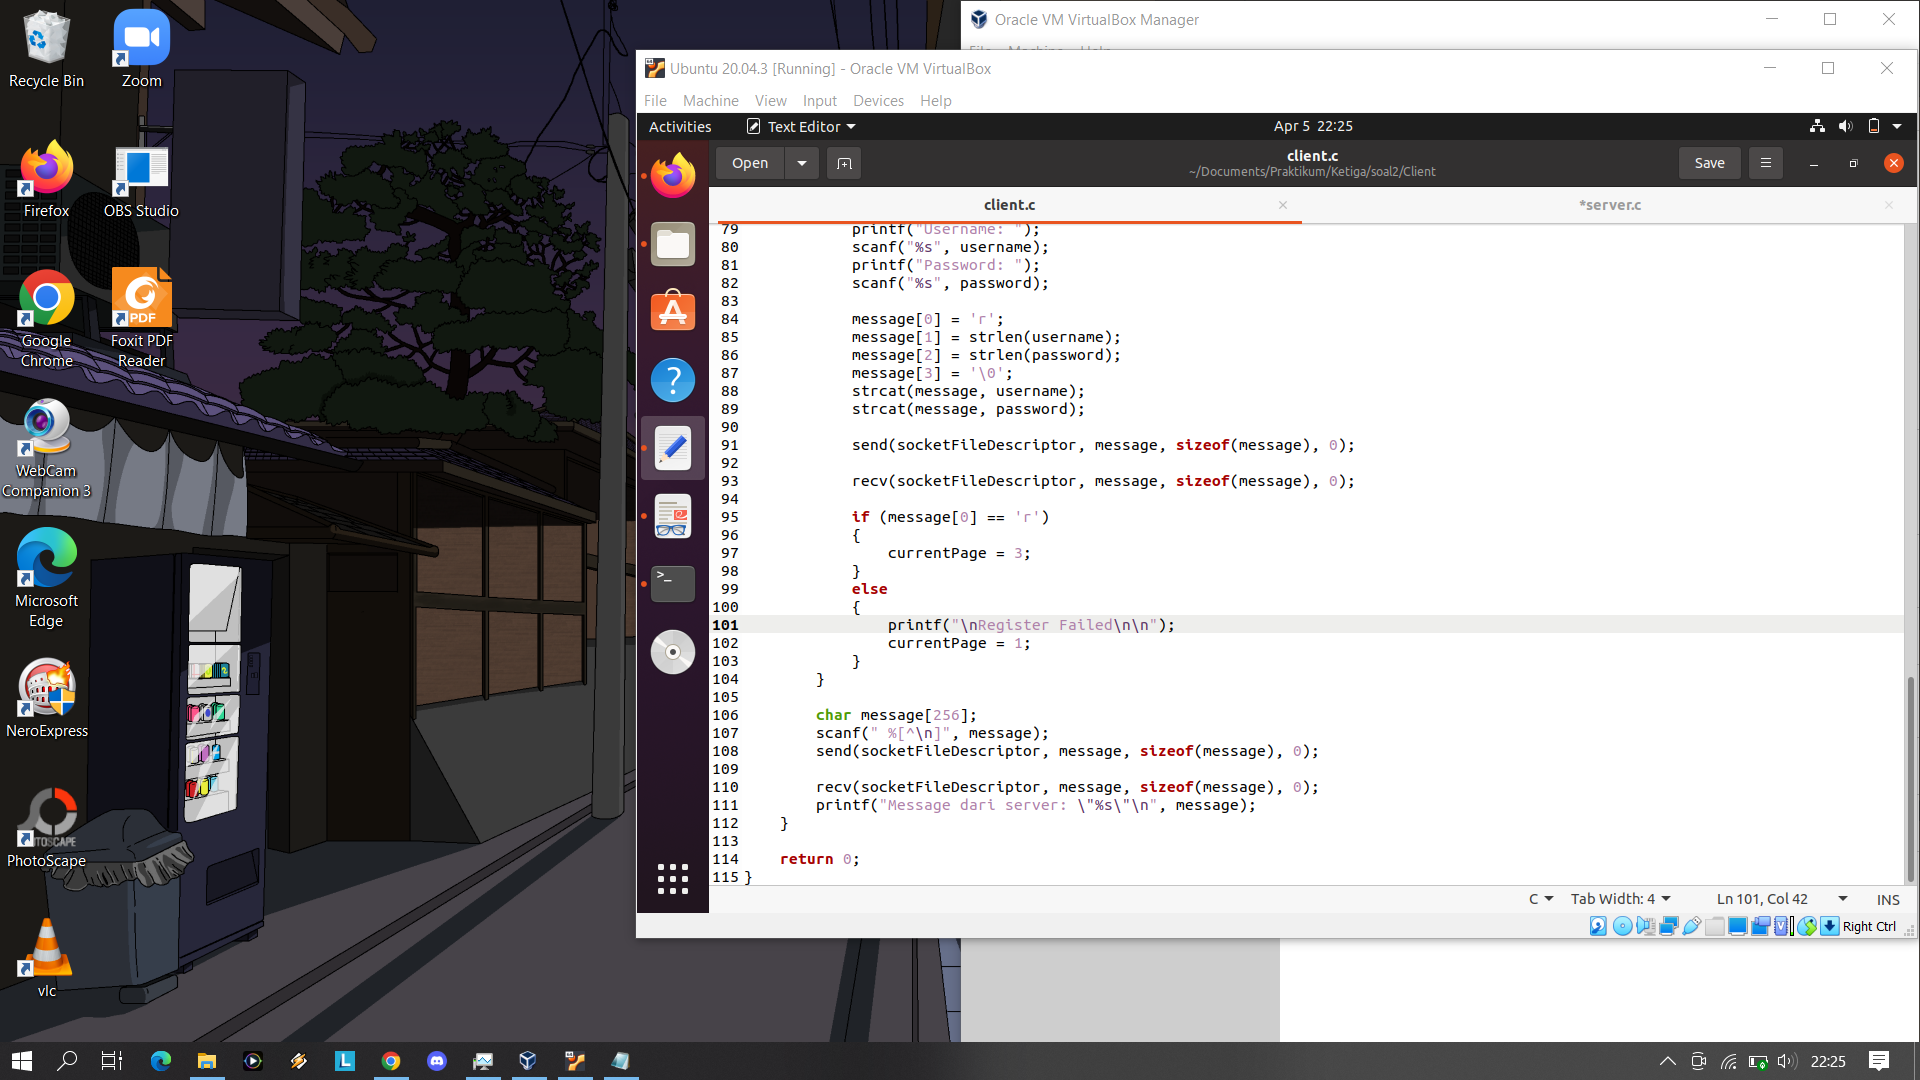 Recycle Bin
Zoom
Firefox
OBS Studio
Google Chrome
PDF
Foxit PDF Reader
WebCam Companion 3
Microsoft Edge
NeroExpress
PhotoScape
vlc
Oracle VM VirtualBox Manager
File Machine Help
Ubuntu 20.04.3 [Running] - Oracle VM VirtualBox
File Machine View Input Devices Help
Activities Text Editor Apr 5 22:25
Open client.c Save
~/Documents/Praktikum/Ketiga/soal2/Client
client.c *server.c
79 printf("Username: ");
80 scanf("%s", username);
81 printf("Password: ");
82 scanf("%s", password);
83
84 message[0] = 'r';
85 message[1] = strlen(username);
86 message[2] = strlen(password);
87 message[3] = '\0';
88 strcat(message, username);
89 strcat(message, password);
90
91 send(socketFileDescriptor, message, sizeof(message), 0);
92
93 recv(socketFileDescriptor, message, sizeof(message), 0);
94
95 if (message[0] == 'r')
96 {
97 currentPage = 3;
98 }
99 else
100 {
101 printf("\nRegister Failed\n\n");
102 currentPage = 1;
103 }
104 }
105
106 char message[256];
107 scanf(" %[^\n]", message);
108 send(socketFileDescriptor, message, sizeof(message), 0);
109
110 recv(socketFileDescriptor, message, sizeof(message), 0);
111 printf("Message dari server: \"%s\"\n", message);
112 }
113
114 return 0;
115 }
C Tab Width: 4 Ln 101, Col 42 INS
Right Ctrl
22:25